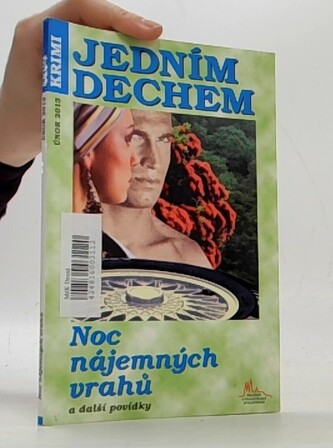 KRIMI
ÚNOR 2013
JEDNÍM
DECHEM
Noc
nájemných
vrahů
a další povídky